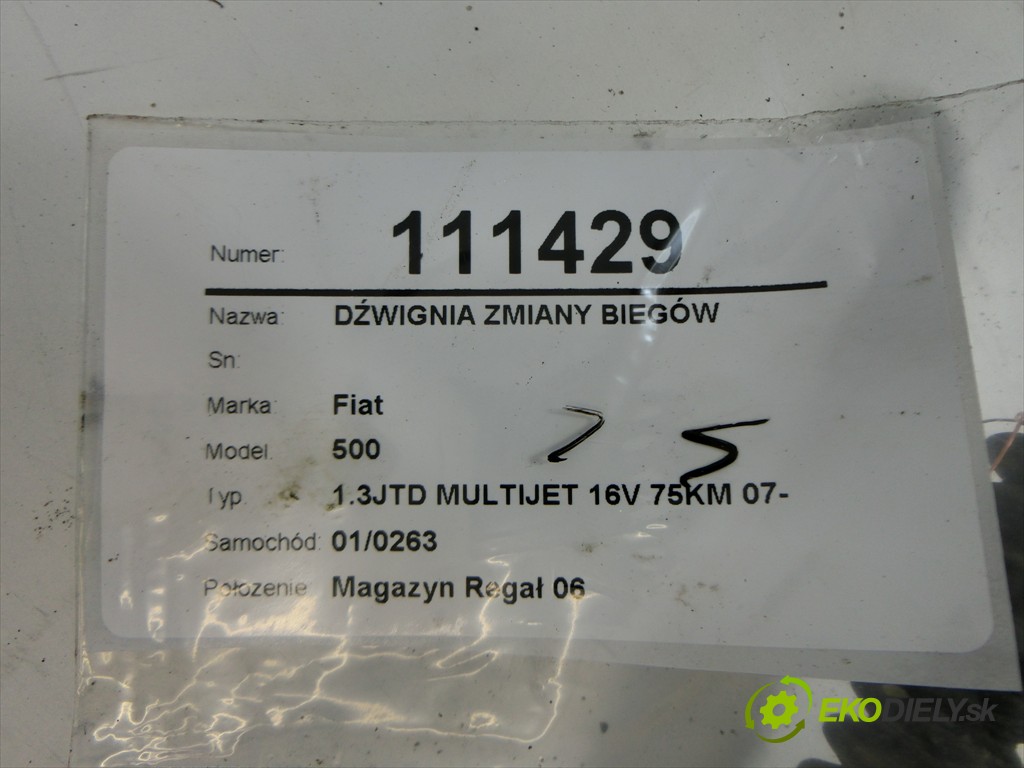 Numer: 111429
Nazwa: DŹWIGNIA ZMIANY BIEGÓW
Sn:
Marka: Fiat
Model: 500
Typ: 1.3JTD MULTIJET 16V 75KM 07-
Samochód: 01/0263
Położenie: Magazyn Regał 06
EKODIELY.sk